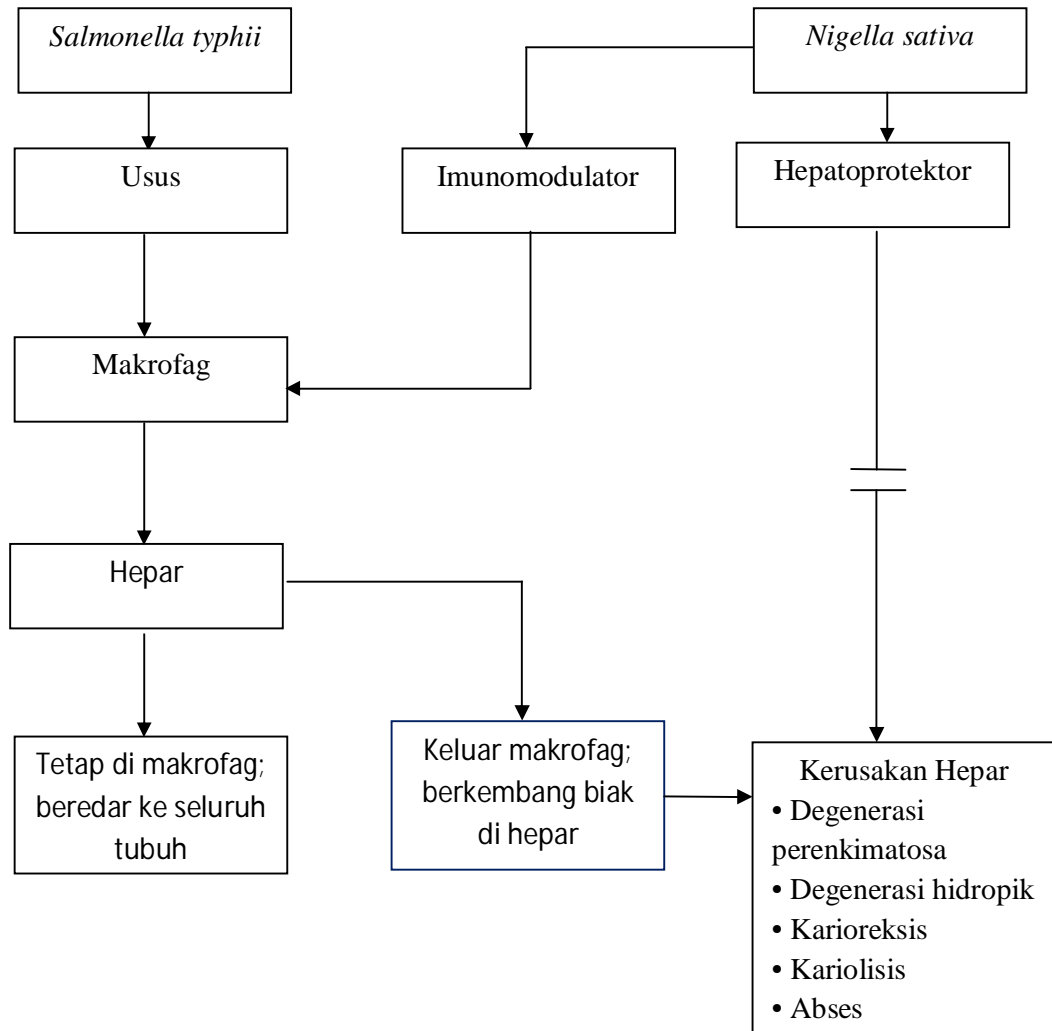 Salmonella typhii
Nigella sativa
Usus
Imunomodulator
Hepatoprotektor
Makrofag
Hepar
Tetap di makrofag;
beredar ke seluruh
tubuh
Keluar makrofag;
berkembang biak
di hepar
Kerusakan Hepar
• Degenerasi
perenkimatosa
• Degenerasi hidropik
• Karioreksis
• Kariolisis
• Abses